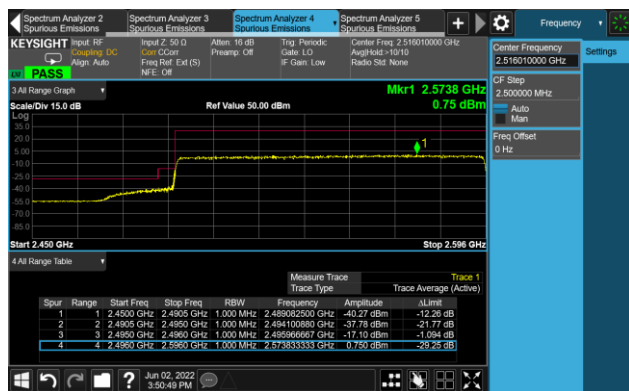 Spectrum Analyzer 2
Spurious Emissions
Spectrum Analyzer 3
Spurious Emissions
Spectrum Analyzer 4
Spurious Emissions
Spectrum Analyzer 5
Spurious Emissions
+
Frequency
KEYSIGHT
Input: RF
Coupling: DC
Align: Auto
Input Z: 50 Ω
Corr CCorr
Freq Ref: Ext (S)
NFE: Off
Atten: 16 dB
Preamp: Off
Trig: Periodic
Gate: LO
IF Gain: Low
Center Freq: 2.516010000 GHz
Avg|Hold:>10/10
Radio Std: None
PASS
Center Frequency
2.516010000 GHz
Settings
CF Step
2.500000 MHz
Auto
Man
Freq Offset
0 Hz
3 All Range Graph
Mkr1 2.5738 GHz
Scale/Div 15.0 dB
Ref Value 50.00 dBm
0.75 dBm
Log
35.0
20.0
5.00
-10.0
-25.0
-40.0
-55.0
-70.0
-85.0
1
Start 2.450 GHz
Stop 2.596 GHz
4 All Range Table
Measure Trace Trace 1
Trace Type Trace Average (Active)
Spur Range Start Freq Stop Freq RBW Frequency Amplitude ΔLimit
1 1 2.4500 GHz 2.4905 GHz 1.000 MHz 2.489082500 GHz -40.27 dBm -12.26 dB
2 2 2.4905 GHz 2.4950 GHz 1.000 MHz 2.494100880 GHz -37.78 dBm -21.77 dB
3 3 2.4950 GHz 2.4960 GHz 1.000 MHz 2.495966667 GHz -17.10 dBm -1.094 dB
4 4 2.4960 GHz 2.5960 GHz 1.000 MHz 2.573833333 GHz 0.750 dBm -29.25 dB
?
Jun 02, 2022
3:50:49 PM